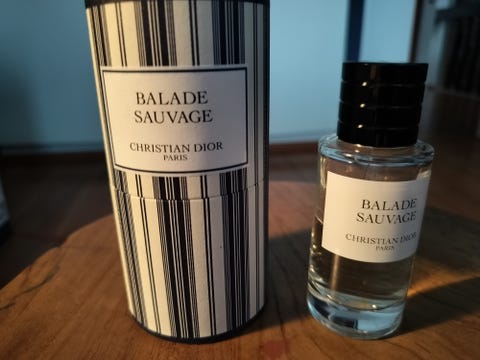 BALADE
SAUVAGE
CHRISTIAN DIOR
PARIS
BALADE
SAUVAGE
CHRISTIAN DIOR
PARIS